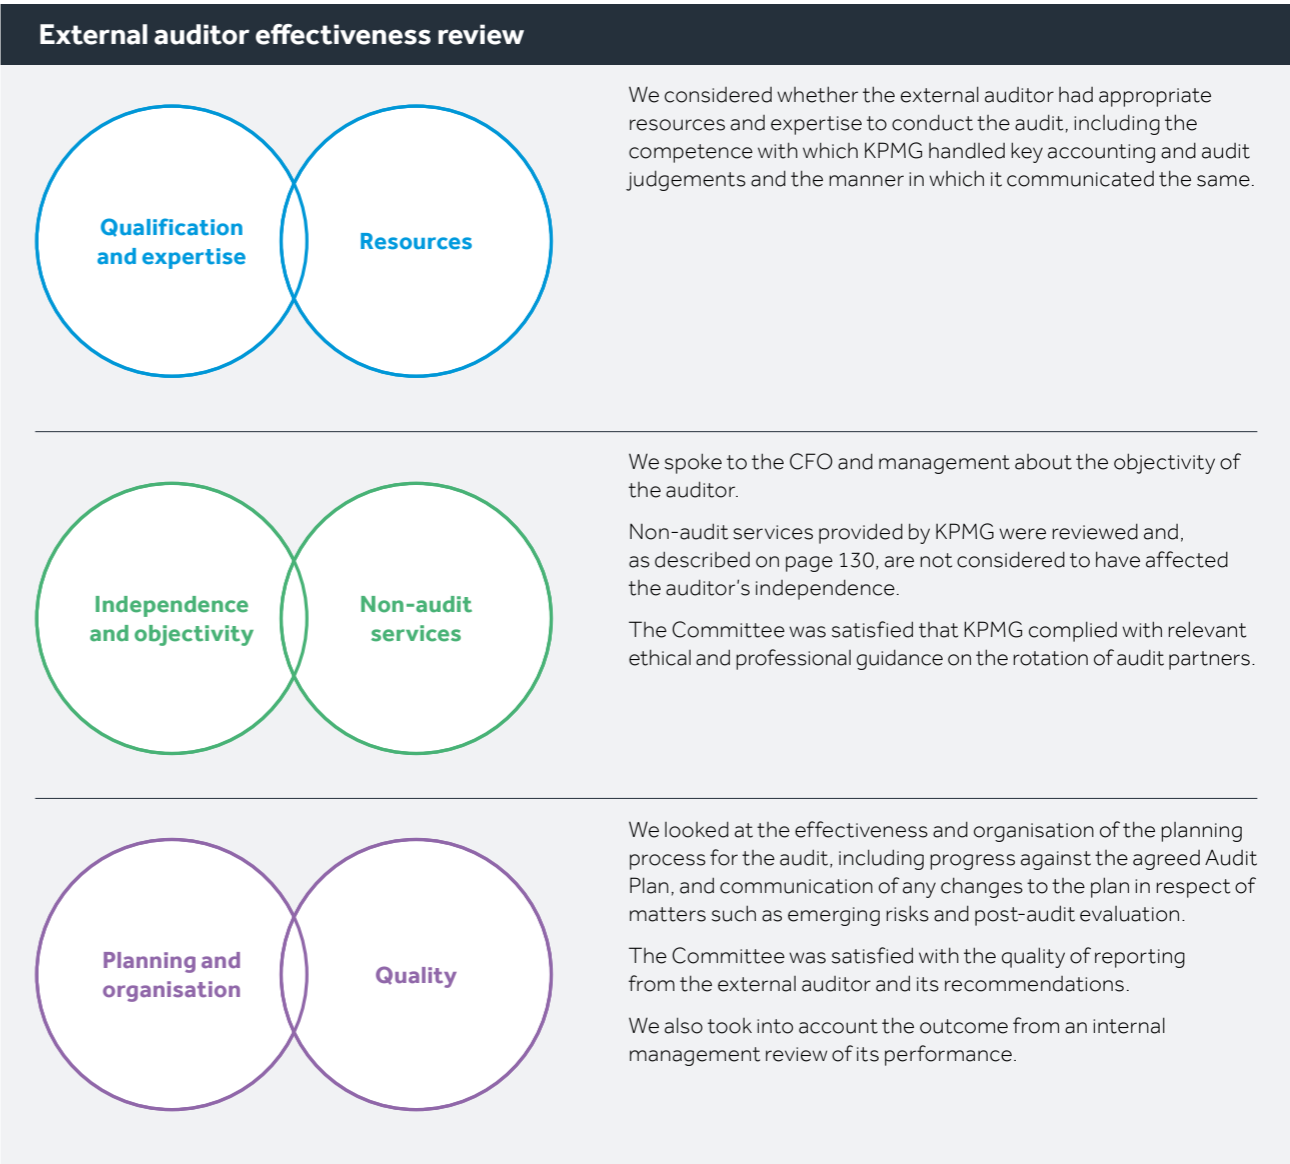 External auditor effectiveness review
Qualification
and expertise
Resources
We considered whether the external auditor had appropriate
resources and expertise to conduct the audit, including the
competence with which KPMG handled key accounting and audit
judgements and the manner in which it communicated the same.
Independence
and objectivity
Non-audit
services
We spoke to the CFO and management about the objectivity of
the auditor.
Non-audit services provided by KPMG were reviewed and,
as described on page 130, are not considered to have affected
the auditor's independence.
The Committee was satisfied that KPMG complied with relevant
ethical and professional guidance on the rotation of audit partners.
Planning and
organisation
Quality
We looked at the effectiveness and organisation of the planning
process for the audit, including progress against the agreed Audit
Plan, and communication of any changes to the plan in respect of
matters such as emerging risks and post-audit evaluation.
The Committee was satisfied with the quality of reporting
from the external auditor and its recommendations.
We also took into account the outcome from an internal
management review of its performance.